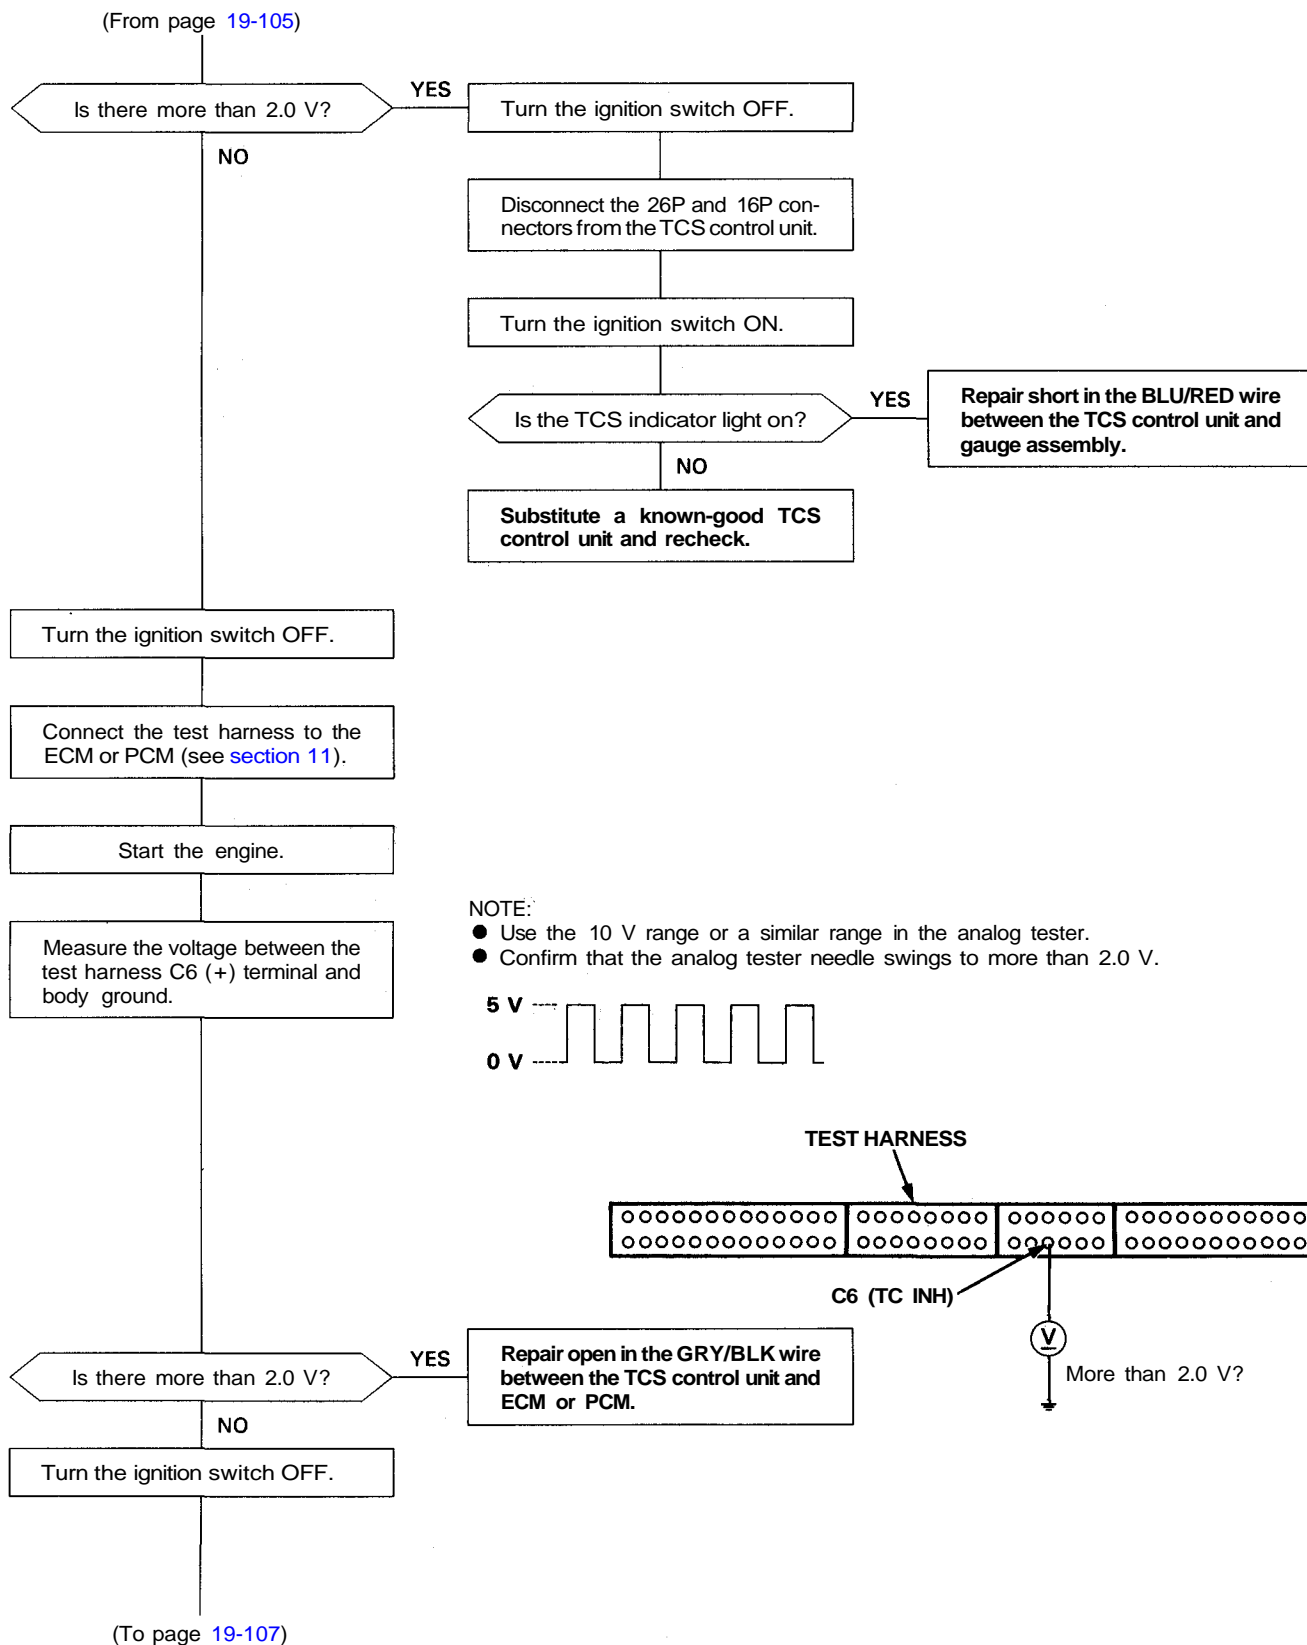 (From page 19-105)
Is there more than 2.0 V?
YES
Turn the ignition switch OFF.
NO
Disconnect the 26P and 16P con-
nectors from the TCS control unit.
Turn the ignition switch ON.
Is the TCS indicator light on?
YES
Repair short in the BLU/RED wire
between the TCS control unit and
gauge assembly.
NO
Substitute a known-good TCS
control unit and recheck.
Turn the ignition switch OFF.
Connect the test harness to the
ECM or PCM (see section 11).
Start the engine.
Measure the voltage between the
test harness C6 (+) terminal and
body ground.
NOTE:
● Use the 10 V range or a similar range in the analog tester.
● Confirm that the analog tester needle swings to more than 2.0 V.
5 V
0 V
TEST HARNESS
C6 (TC INH)
V
More than 2.0 V?
Is there more than 2.0 V?
YES
Repair open in the GRY/BLK wire
between the TCS control unit and
ECM or PCM.
NO
Turn the ignition switch OFF.
(To page 19-107)